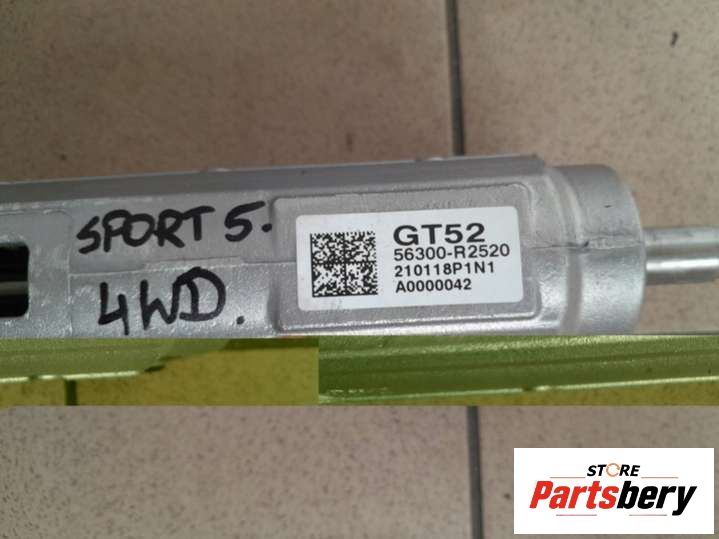 SPORT 5.
4WD.
GT52
56300-R2520
210118P1N1
A0000042
STORE
Partsbery